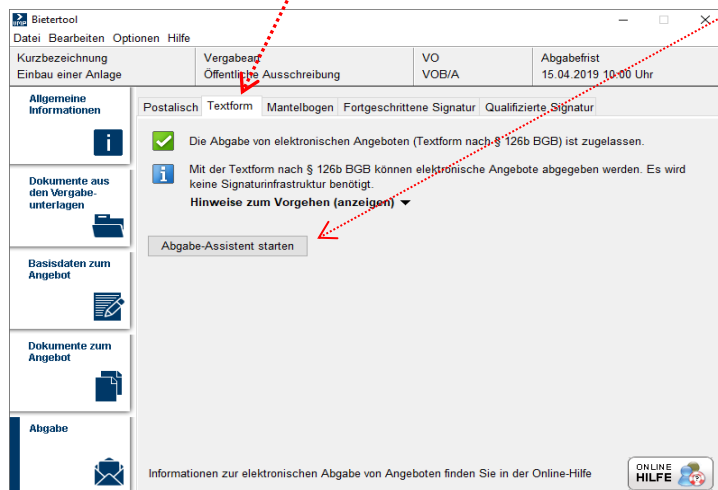 Bietertool
Datei Bearbeiten Optionen Hilfe
Kurzbezeichnung Vergabeart VO Abgabefrist
Einbau einer Anlage Öffentliche Ausschreibung VOB/A 15.04.2019 10:00 Uhr
Allgemeine
Informationen
Postalisch Textform Mantelbogen Fortgeschrittene Signatur Qualifizierte Signatur
Die Abgabe von elektronischen Angeboten (Textform nach § 126b BGB) ist zugelassen.
Mit der Textform nach § 126b BGB können elektronische Angebote abgegeben werden. Es wird
keine Signaturinfrastruktur benötigt.
Hinweise zum Vorgehen (anzeigen)
Dokumente aus
den Vergabe-
unterlagen
Abgabe-Assistent starten
Basisdaten zum
Angebot
Dokumente zum
Angebot
Abgabe
Informationen zur elektronischen Abgabe von Angeboten finden Sie in der Online-Hilfe
ONLINE
HILFE